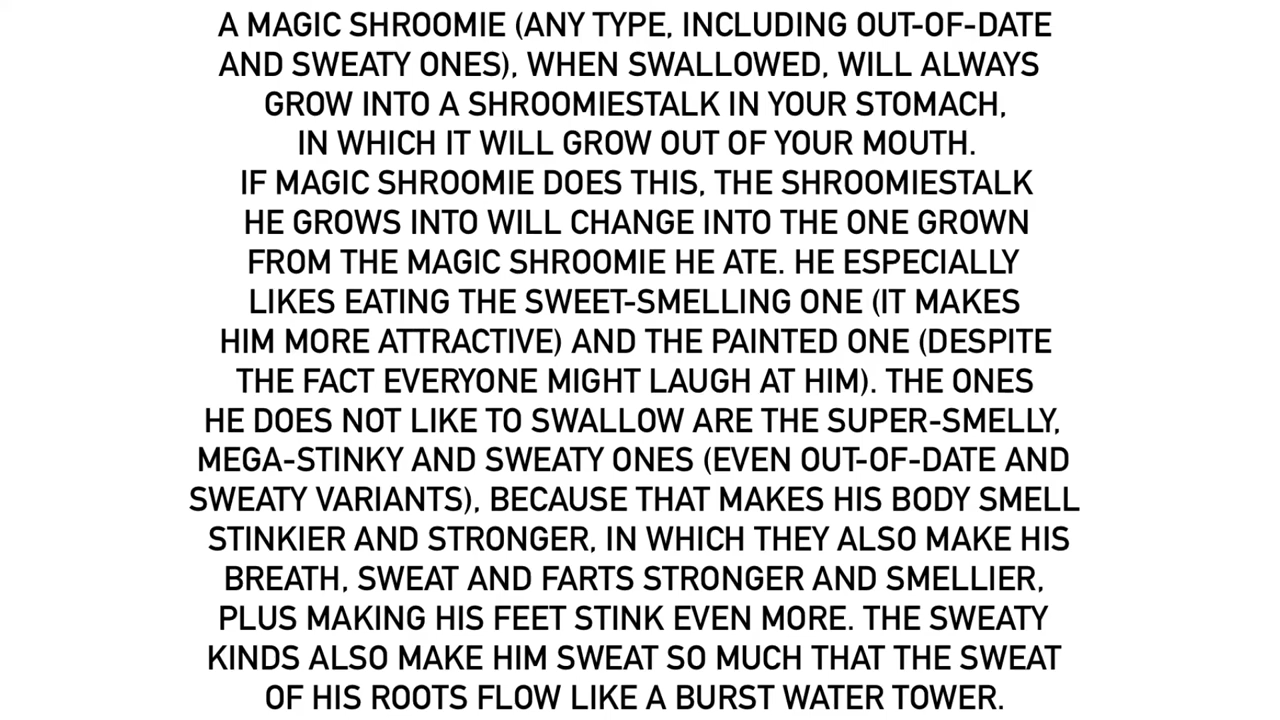 A MAGIC SHROOMIE (ANY TYPE, INCLUDING OUT-OF-DATE
AND SWEATY ONES), WHEN SWALLOWED, WILL ALWAYS
GROW INTO A SHROOMIESTALK IN YOUR STOMACH,
IN WHICH IT WILL GROW OUT OF YOUR MOUTH.
IF MAGIC SHROOMIE DOES THIS, THE SHROOMIESTALK
HE GROWS INTO WILL CHANGE INTO THE ONE GROWN
FROM THE MAGIC SHROOMIE HE ATE. HE ESPECIALLY
LIKES EATING THE SWEET-SMELLING ONE (IT MAKES
HIM MORE ATTRACTIVE) AND THE PAINTED ONE (DESPITE
THE FACT EVERYONE MIGHT LAUGH AT HIM). THE ONES
HE DOES NOT LIKE TO SWALLOW ARE THE SUPER-SMELLY,
MEGA-STINKY AND SWEATY ONES (EVEN OUT-OF-DATE AND
SWEATY VARIANTS), BECAUSE THAT MAKES HIS BODY SMELL
STINKIER AND STRONGER, IN WHICH THEY ALSO MAKE HIS
BREATH, SWEAT AND FARTS STRONGER AND SMELLIER,
PLUS MAKING HIS FEET STINK EVEN MORE. THE SWEATY
KINDS ALSO MAKE HIM SWEAT SO MUCH THAT THE SWEAT
OF HIS ROOTS FLOW LIKE A BURST WATER TOWER.